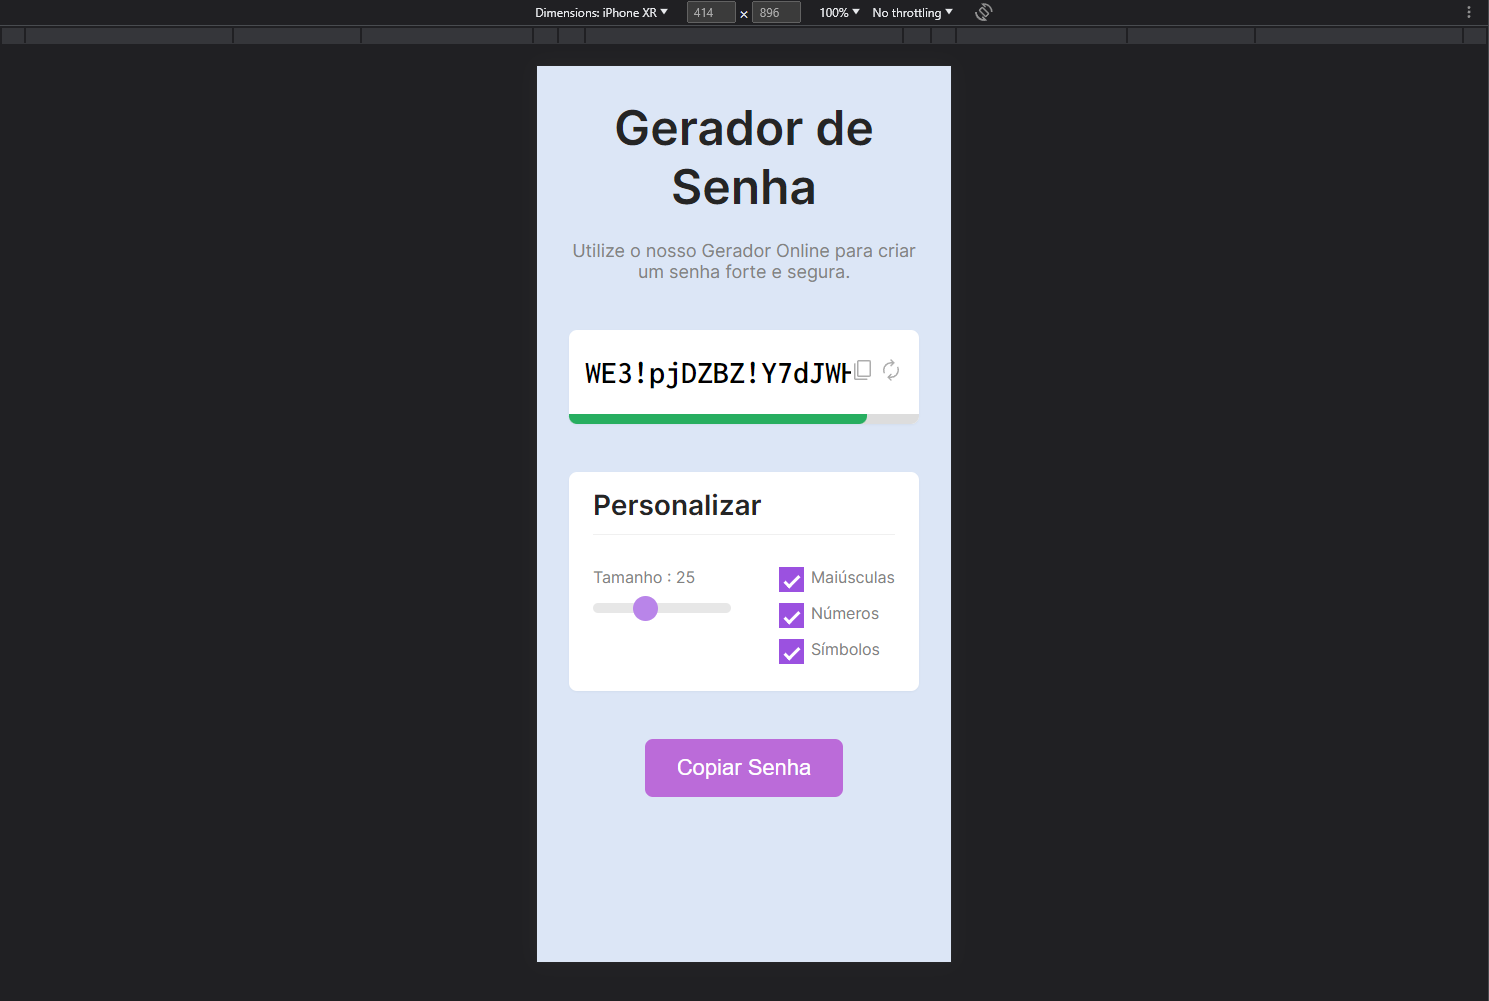 Dimensions: iPhone XR 414 × 896 100% No throttling
Gerador de
Senha
Utilize o nosso Gerador Online para criar
um senha forte e segura.
WE3!pjDZBZ!Y7dJW
Personalizar
Tamanho : 25
Maiúsculas
Números
Símbolos
Copiar Senha